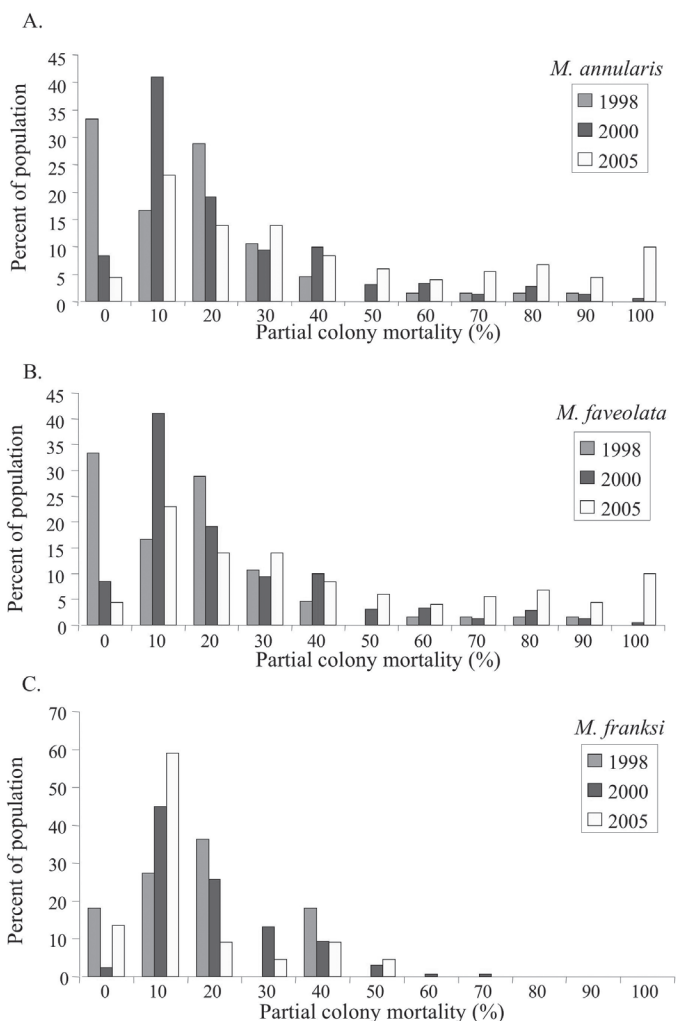 A.
M. annularis
1998
2000
2005
Percent of population
45
40
35
30
25
20
15
10
5
0
0 10 20 30 40 50 60 70 80 90 100
Partial colony mortality (%)
B.
M. faveolata
1998
2000
2005
Percent of population
45
40
35
30
25
20
15
10
5
0
0 10 20 30 40 50 60 70 80 90 100
Partial colony mortality (%)
C.
M. franksi
1998
2000
2005
Percent of population
70
60
50
40
30
20
10
0
0 10 20 30 40 50 60 70 80 90 100
Partial colony mortality (%)